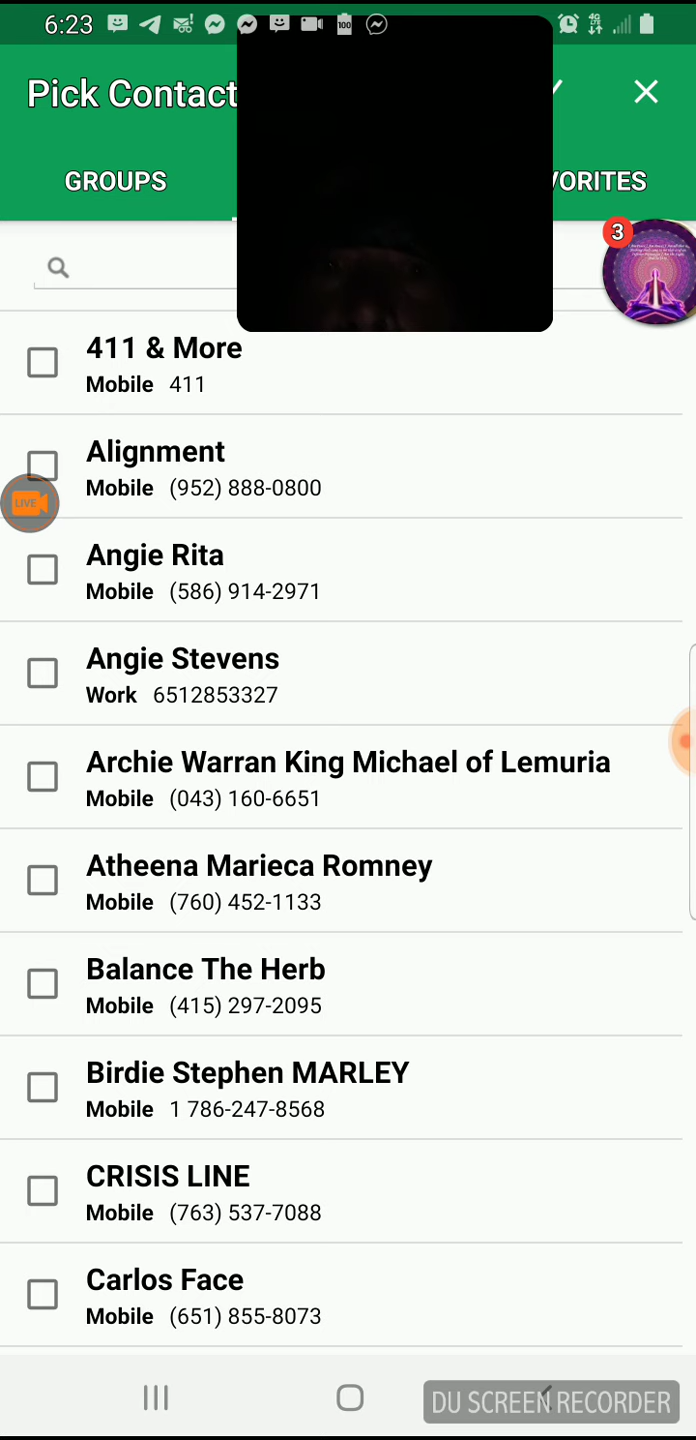 6:23
Pick Contact
GROUPS
VORITES
3
411 & More
Mobile 411
Alignment
Mobile (952) 888-0800
LIVE
Angie Rita
Mobile (586) 914-2971
Angie Stevens
Work 6512853327
Archie Warran King Michael of Lemuria
Mobile (043) 160-6651
Atheena Marieca Romney
Mobile (760) 452-1133
Balance The Herb
Mobile (415) 297-2095
Birdie Stephen MARLEY
Mobile 1 786-247-8568
CRISIS LINE
Mobile (763) 537-7088
Carlos Face
Mobile (651) 855-8073
DU SCREEN RECORDER